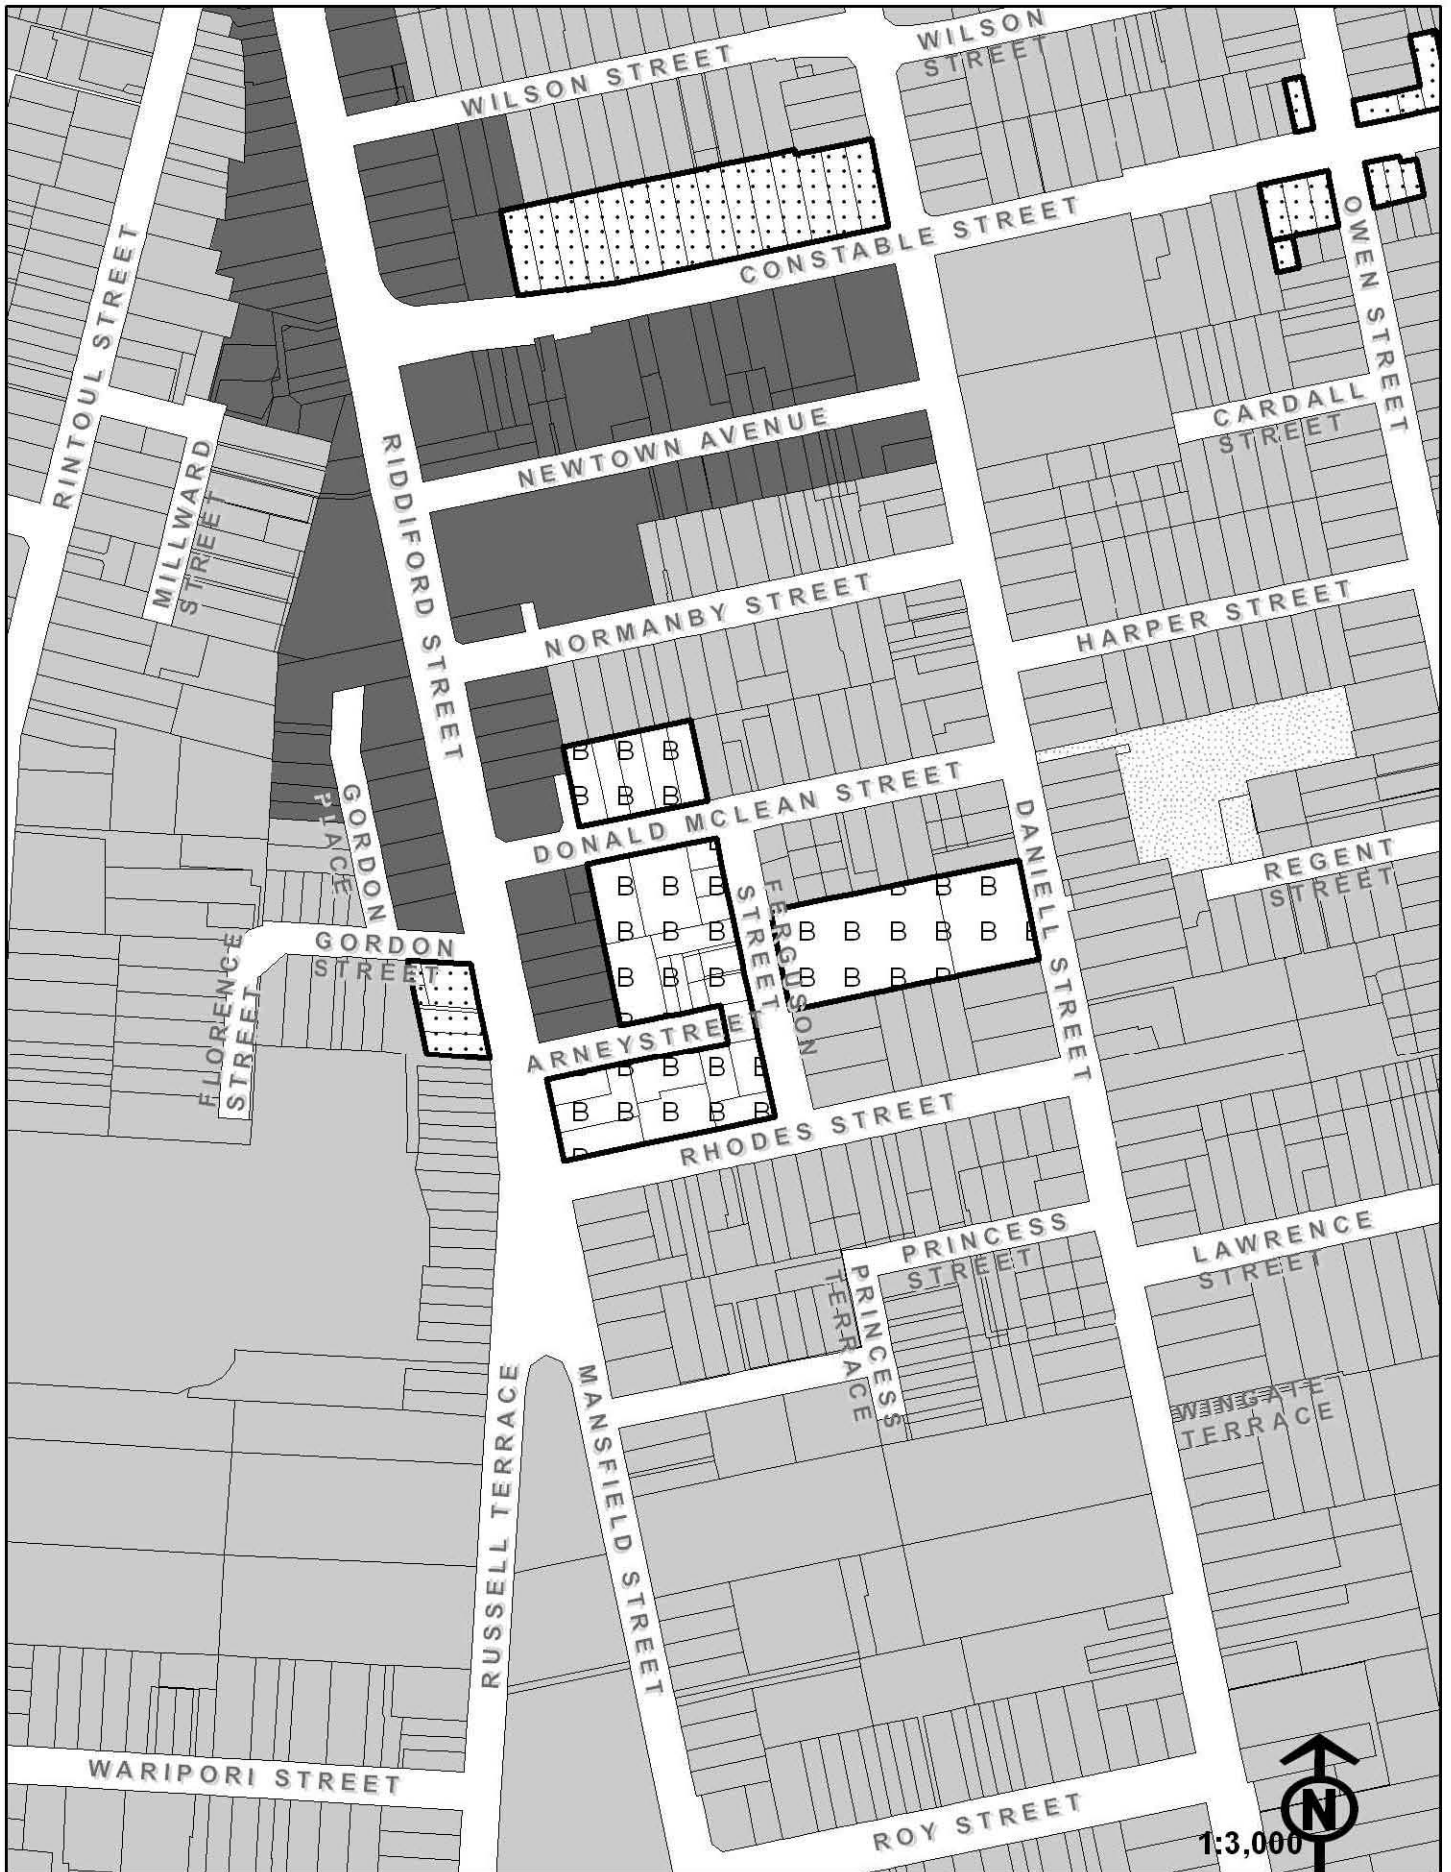 WILSON STREET
WILSON
STREET
CONSTABLE STREET
OWEN STREET
RINTOUL STREET
CARDALL
STREET
NEWTOWN AVENUE
MILLWARD
STREET
RIDDIFORD STREET
NORMANBY STREET
HARPER STREET
B B B
B B B
GORDON
PLACE
DONALD MCLEAN STREET
DANIELL STREET
REGENT
STREET
FERGUSON
STREET
B B B
B B B
B B B
B B B
B B B B B
B B B B
GORDON
STREET
FLORENCE
STREET
ARNEYSTREET
B B B B
B B B B B
RHODES STREET
PRINCESS
STREET
PRINCESS
TERRACE
LAWRENCE
STREET
WINGATE
TERRACE
RUSSELL TERRACE
MANSFIELD STREET
WARIPORI STREET
ROY STREET
N
1:3,000